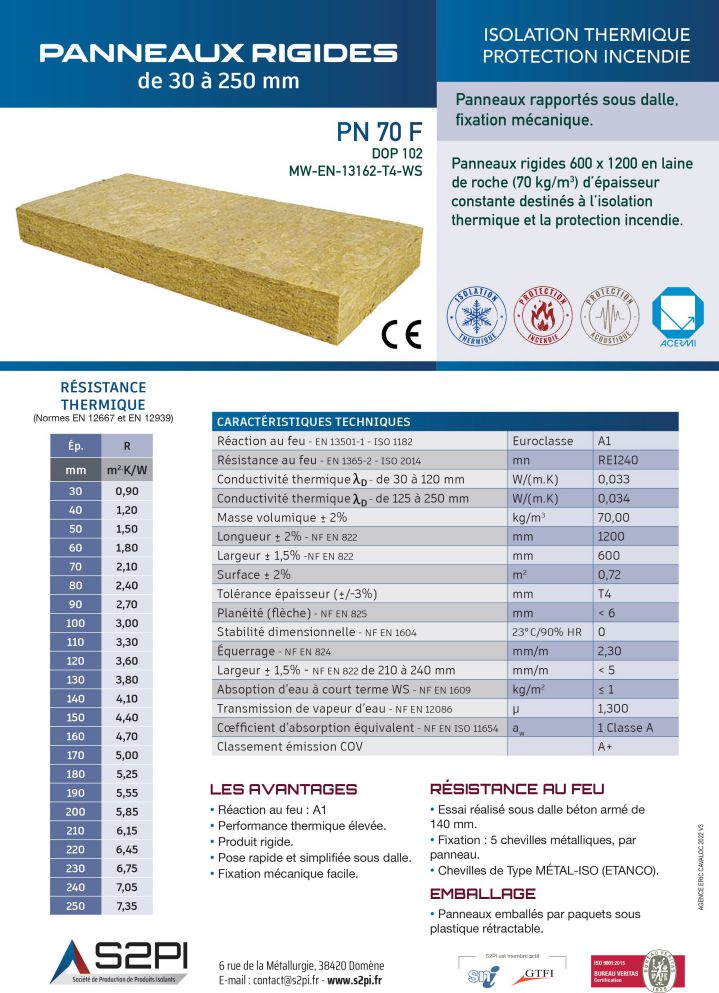 PANNEAUX RIGIDES
de 30 à 250 mm
ISOLATION THERMIQUE
PROTECTION INCENDIE
Panneaux rapportés sous dalle,
fixation mécanique.
PN 70 F
DOP 102
MW-EN-13162-T4-WS
Panneaux rigides 600 x 1200 en laine
de roche (70 kg/m³) d'épaisseur
constante destinés à l'isolation
thermique et la protection incendie.
CE
ISOLATION THERMIQUE
PROTECTION INCENDIE
PROTECTION ACOUSTIQUE
ACERMI
RÉSISTANCE
THERMIQUE
(Normes EN 12667 et EN 12939)
Ép. R
mm m²·K/W
30 0,90
40 1,20
50 1,50
60 1,80
70 2,10
80 2,40
90 2,70
100 3,00
110 3,30
120 3,60
130 3,80
140 4,10
150 4,40
160 4,70
170 5,00
180 5,25
190 5,55
200 5,85
210 6,15
220 6,45
230 6,75
240 7,05
250 7,35
CARACTÉRISTIQUES TECHNIQUES
Réaction au feu - EN 13501-1 - ISO 1182 Euroclasse A1
Résistance au feu - EN 1365-2 - ISO 2014 mn REI240
Conductivité thermique λD - de 30 à 120 mm W/(m.K) 0,033
Conductivité thermique λD - de 125 à 250 mm W/(m.K) 0,034
Masse volumique ± 2% kg/m³ 70,00
Longueur ± 2% - NF EN 822 mm 1200
Largeur ± 1,5% -NF EN 822 mm 600
Surface ± 2% m² 0,72
Tolérance épaisseur (+/-3%) mm T4
Planéité (flèche) - NF EN 825 mm < 6
Stabilité dimensionnelle - NF EN 1604 23°C/90% HR 0
Équerrage - NF EN 824 mm/m 2,30
Largeur ± 1,5% - NF EN 822 de 210 à 240 mm mm/m < 5
Absoption d'eau à court terme WS - NF EN 1609 kg/m² ≤ 1
Transmission de vapeur d'eau - NF EN 12086 µ 1,300
Cœfficient d'absorption équivalent - NF EN ISO 11654 aw 1 Classe A
Classement émission COV A+
LES AVANTAGES
• Réaction au feu : A1
• Performance thermique élevée.
• Produit rigide.
• Pose rapide et simplifiée sous dalle.
• Fixation mécanique facile.
RÉSISTANCE AU FEU
• Essai réalisé sous dalle béton armé de
140 mm.
• Fixation : 5 chevilles métalliques, par
panneau.
• Chevilles de Type MÉTAL-ISO (ETANCO).
EMBALLAGE
• Panneaux emballés par paquets sous
plastique rétractable.
AGENCE ERIC CAVALOC 2022 V3
S2PI
Société de Production de Produits Isolants
6 rue de la Métallurgie, 38420 Domène
E-mail : contact@s2pi.fr - www.s2pi.fr
S2PI est membre actif
sni
GTFI
ISO 9001:2015
BUREAU VERITAS
Certification
BUREAU VERITAS
1828